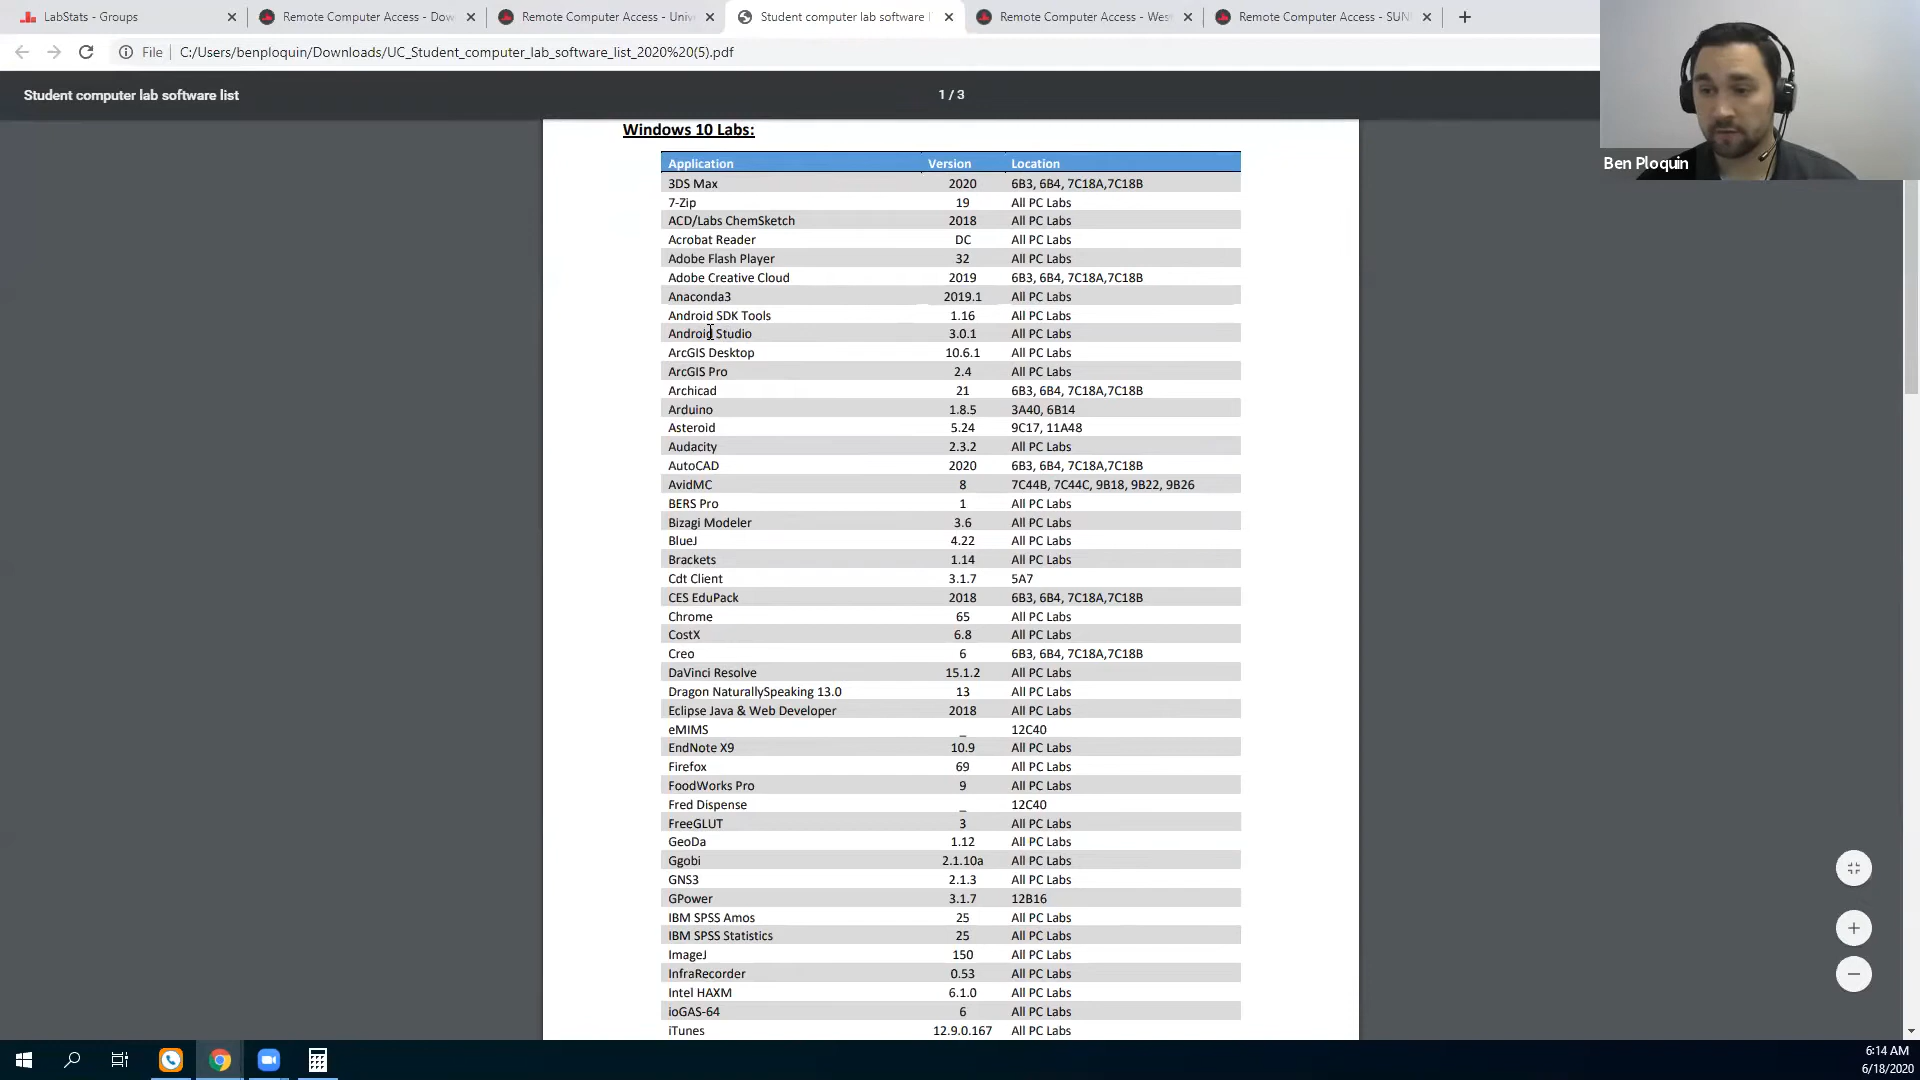 LabStats - Groups
Remote Computer Access - Dow
Remote Computer Access - Univ
Student computer lab software l
Remote Computer Access - West
Remote Computer Access - SUN
File C:/Users/benploquin/Downloads/UC_Student_computer_lab_software_list_2020%20(5).pdf
Student computer lab software list
1 / 3
Ben Ploquin
Windows 10 Labs:
Application Version Location
3DS Max 2020 6B3, 6B4, 7C18A,7C18B
7-Zip 19 All PC Labs
ACD/Labs ChemSketch 2018 All PC Labs
Acrobat Reader DC All PC Labs
Adobe Flash Player 32 All PC Labs
Adobe Creative Cloud 2019 6B3, 6B4, 7C18A,7C18B
Anaconda3 2019.1 All PC Labs
Android SDK Tools 1.16 All PC Labs
Android Studio 3.0.1 All PC Labs
ArcGIS Desktop 10.6.1 All PC Labs
ArcGIS Pro 2.4 All PC Labs
Archicad 21 6B3, 6B4, 7C18A,7C18B
Arduino 1.8.5 3A40, 6B14
Asteroid 5.24 9C17, 11A48
Audacity 2.3.2 All PC Labs
AutoCAD 2020 6B3, 6B4, 7C18A,7C18B
AvidMC 8 7C44B, 7C44C, 9B18, 9B22, 9B26
BERS Pro 1 All PC Labs
Bizagi Modeler 3.6 All PC Labs
BlueJ 4.22 All PC Labs
Brackets 1.14 All PC Labs
Cdt Client 3.1.7 5A7
CES EduPack 2018 6B3, 6B4, 7C18A,7C18B
Chrome 65 All PC Labs
CostX 6.8 All PC Labs
Creo 6 6B3, 6B4, 7C18A,7C18B
DaVinci Resolve 15.1.2 All PC Labs
Dragon NaturallySpeaking 13.0 13 All PC Labs
Eclipse Java & Web Developer 2018 All PC Labs
eMIMS _ 12C40
EndNote X9 10.9 All PC Labs
Firefox 69 All PC Labs
FoodWorks Pro 9 All PC Labs
Fred Dispense _ 12C40
FreeGLUT 3 All PC Labs
GeoDa 1.12 All PC Labs
Ggobi 2.1.10a All PC Labs
GNS3 2.1.3 All PC Labs
GPower 3.1.7 12B16
IBM SPSS Amos 25 All PC Labs
IBM SPSS Statistics 25 All PC Labs
ImageJ 150 All PC Labs
InfraRecorder 0.53 All PC Labs
Intel HAXM 6.1.0 All PC Labs
ioGAS-64 6 All PC Labs
iTunes 12.9.0.167 All PC Labs
6:14 AM
6/18/2020